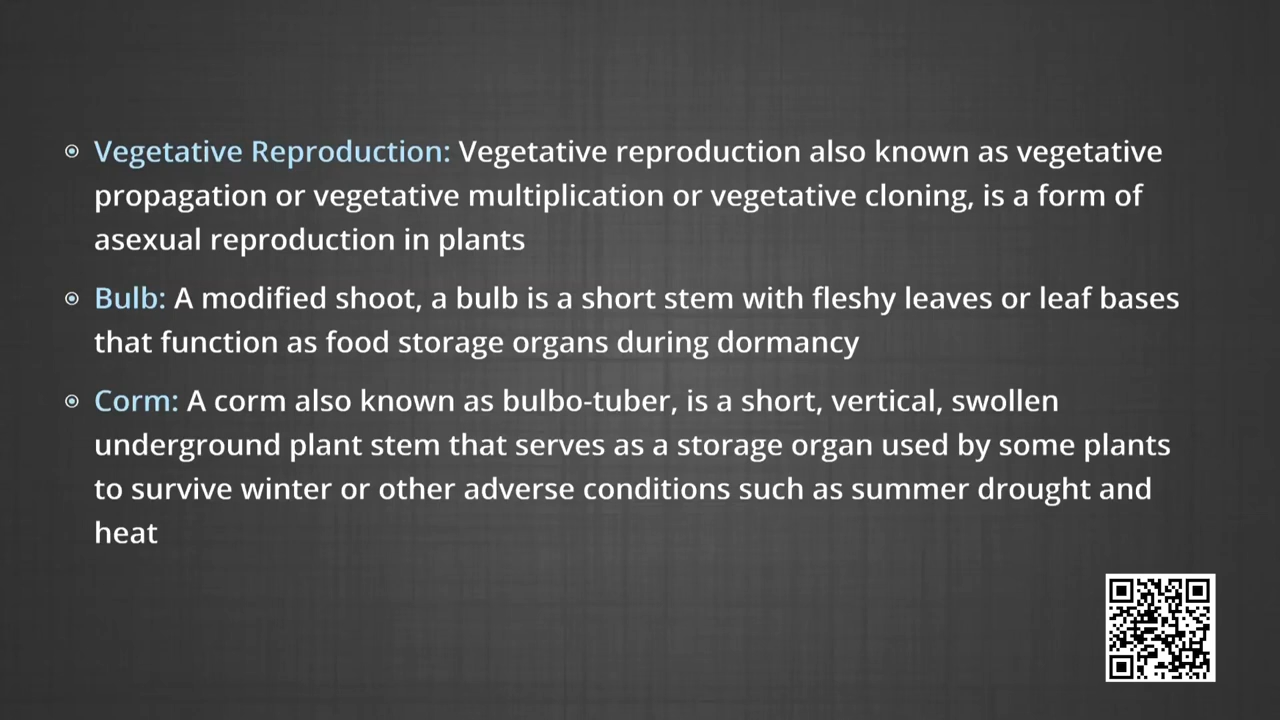 Vegetative Reproduction: Vegetative reproduction also known as vegetative
propagation or vegetative multiplication or vegetative cloning, is a form of
asexual reproduction in plants
Bulb: A modified shoot, a bulb is a short stem with fleshy leaves or leaf bases
that function as food storage organs during dormancy
Corm: A corm also known as bulbo-tuber, is a short, vertical, swollen
underground plant stem that serves as a storage organ used by some plants
to survive winter or other adverse conditions such as summer drought and
heat